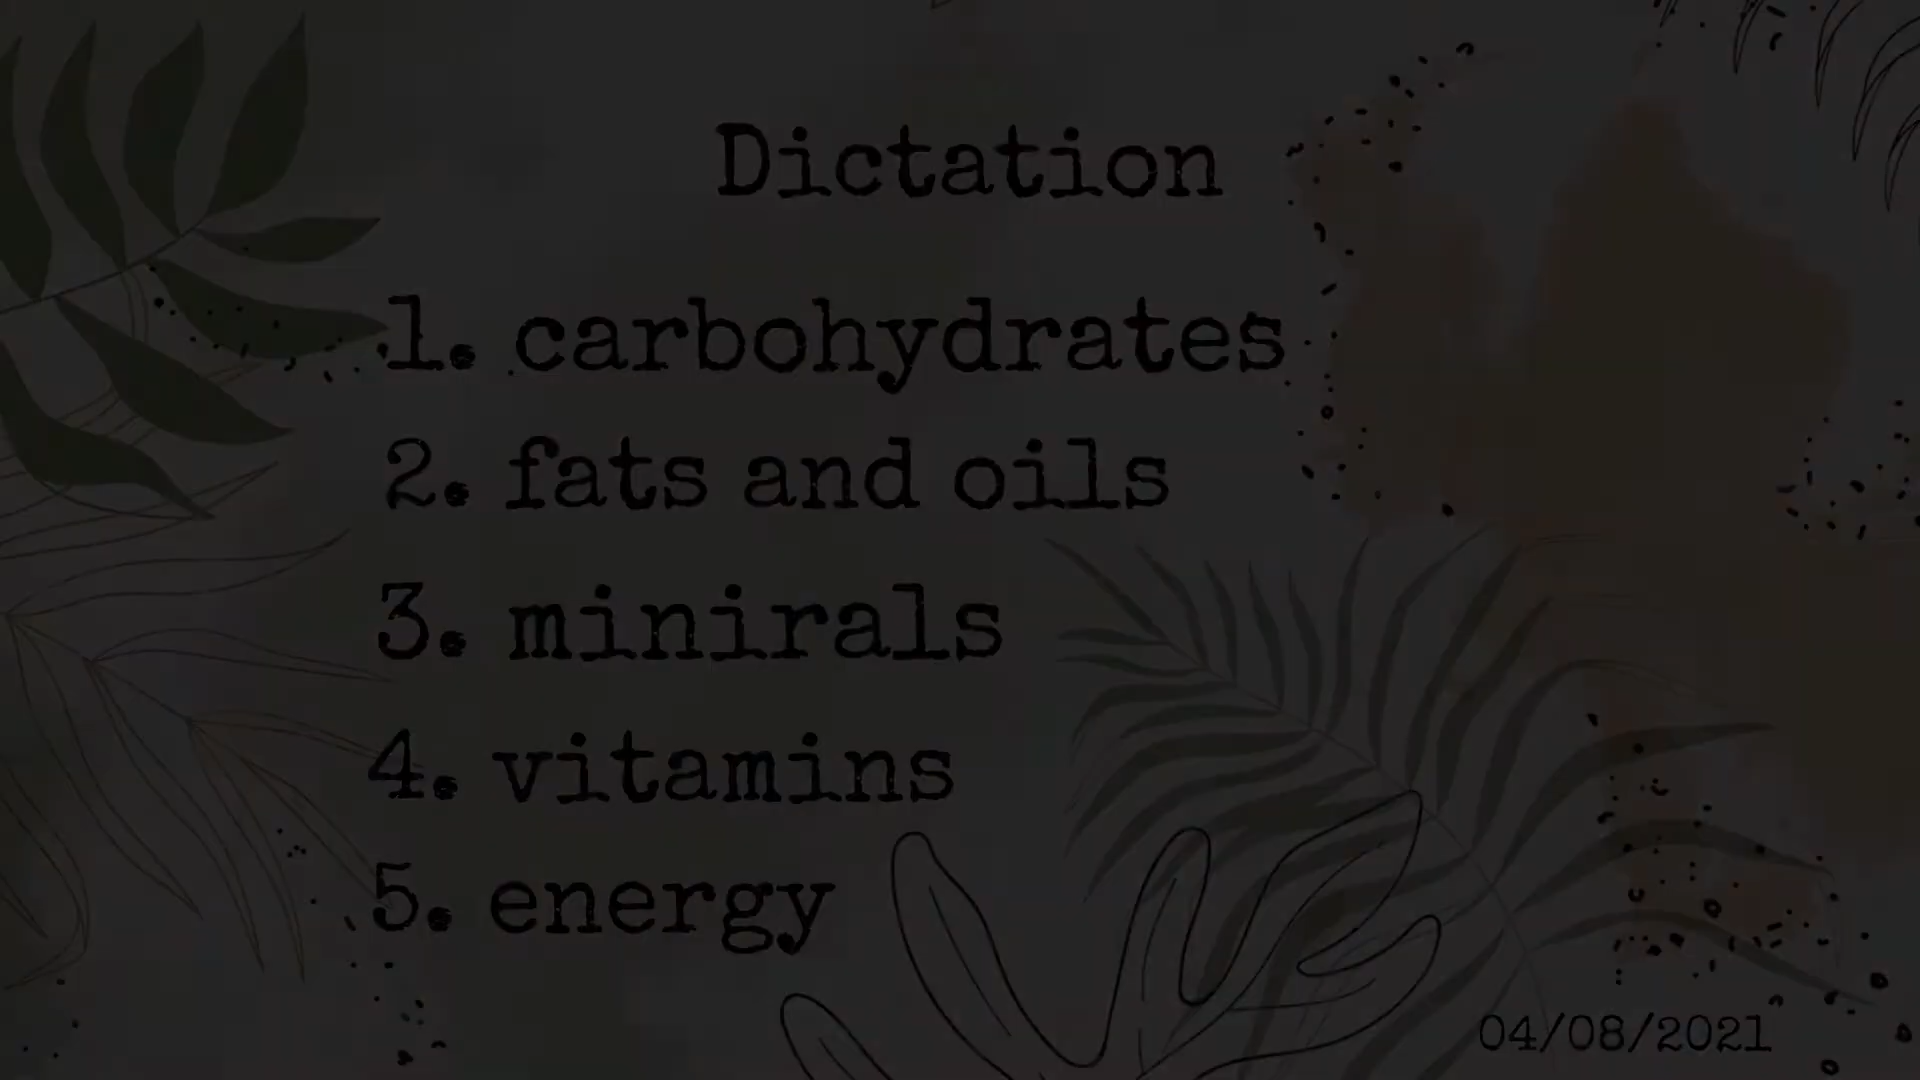 Dictation
1. carbohydrates
2. fats and oils
3. minirals
4. vitamins
5. energy
04/08/2021